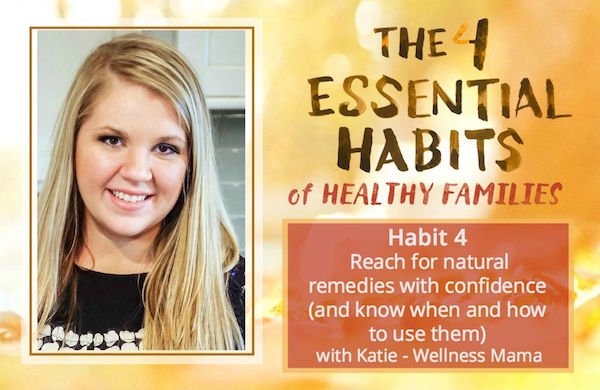 THE 4
ESSENTIAL
HABITS
of HEALTHY FAMILIES
Habit 4
Reach for natural
remedies with confidence
(and know when and how
to use them)
with Katie - Wellness Mama